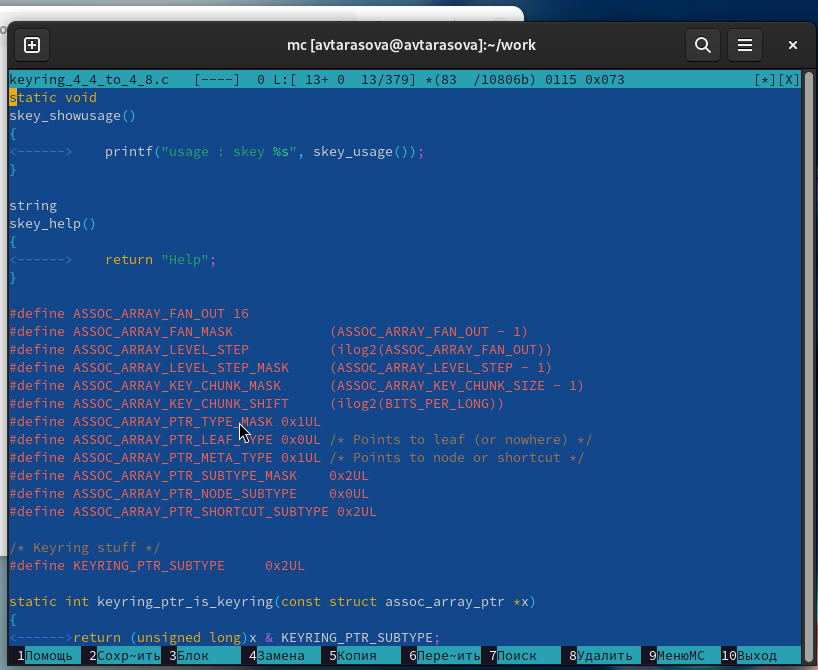 mc [avtarasova@avtarasova]:~/work
keyring_4_4_to_4_8.c   [----]  0 L:[ 13+ 0  13/379] *(83  /10806b) 0115 0x073                [*][X]
static void
skey_showusage()
{
<------>    printf("usage : skey %s", skey_usage());
}
string
skey_help()
{
<------>    return "Help";
}
#define ASSOC_ARRAY_FAN_OUT 16
#define ASSOC_ARRAY_FAN_MASK            (ASSOC_ARRAY_FAN_OUT - 1)
#define ASSOC_ARRAY_LEVEL_STEP          (ilog2(ASSOC_ARRAY_FAN_OUT))
#define ASSOC_ARRAY_LEVEL_STEP_MASK     (ASSOC_ARRAY_LEVEL_STEP - 1)
#define ASSOC_ARRAY_KEY_CHUNK_MASK      (ASSOC_ARRAY_KEY_CHUNK_SIZE - 1)
#define ASSOC_ARRAY_KEY_CHUNK_SHIFT     (ilog2(BITS_PER_LONG))
#define ASSOC_ARRAY_PTR_TYPE_MASK 0x1UL
#define ASSOC_ARRAY_PTR_LEAF_TYPE 0x0UL /* Points to leaf (or nowhere) */
#define ASSOC_ARRAY_PTR_META_TYPE 0x1UL /* Points to node or shortcut */
#define ASSOC_ARRAY_PTR_SUBTYPE_MASK    0x2UL
#define ASSOC_ARRAY_PTR_NODE_SUBTYPE    0x0UL
#define ASSOC_ARRAY_PTR_SHORTCUT_SUBTYPE 0x2UL
/* Keyring stuff */
#define KEYRING_PTR_SUBTYPE     0x2UL
static int keyring_ptr_is_keyring(const struct assoc_array_ptr *x)
{
<------>return (unsigned long)x & KEYRING_PTR_SUBTYPE;
1Помощь 2Сохр~ить 3Блок 4Замена 5Копия 6Пере~ить 7Поиск 8Удалить 9МенюMC 10Выход